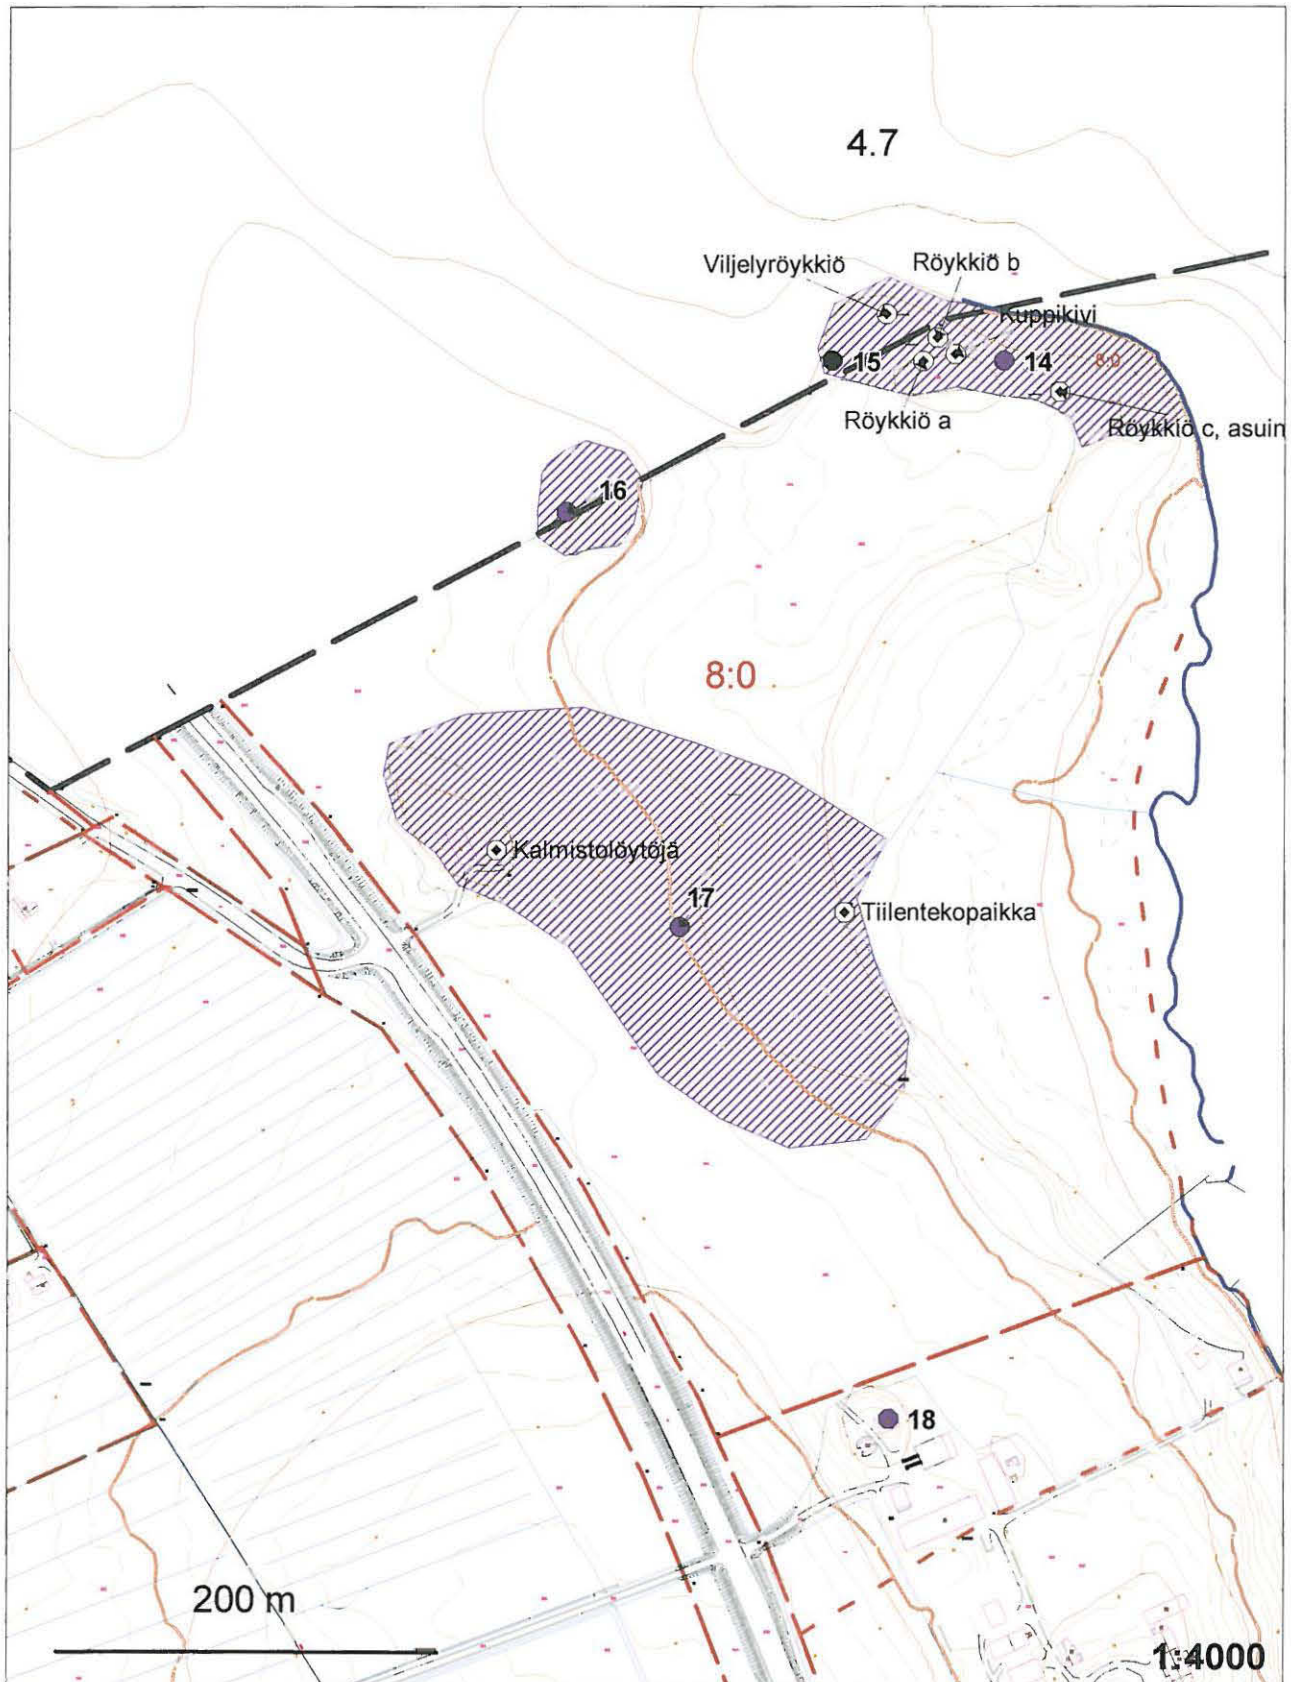 4.7
Viljelyröykkiö
Röykkiö b
Kuppikivi
15
14
8:0
Röykkiö a
Röykkiö c, asuin
16
8:0
Kalmistolöytöjä
17
Tiilentekopaikka
18
200 m
1:4000